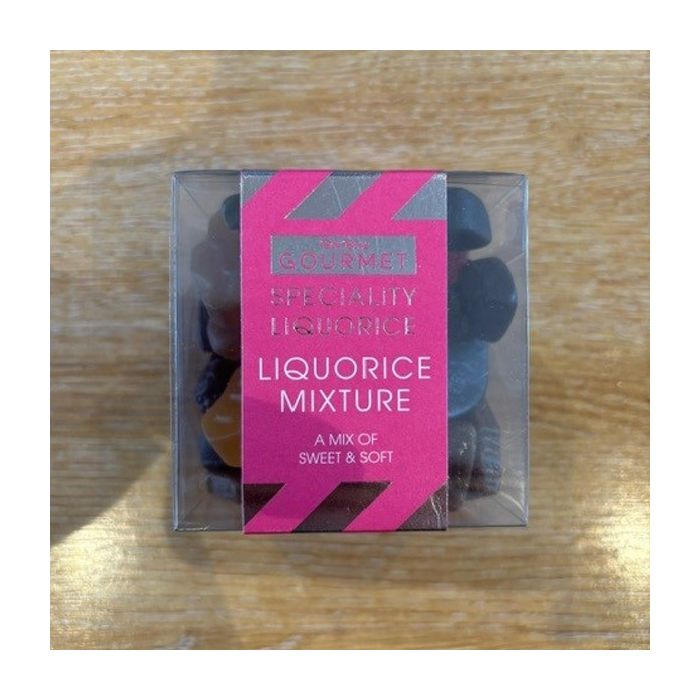 GOURMET
SPECIALITY
LIQUORICE
LIQUORICE
MIXTURE
A MIX OF
SWEET & SOFT